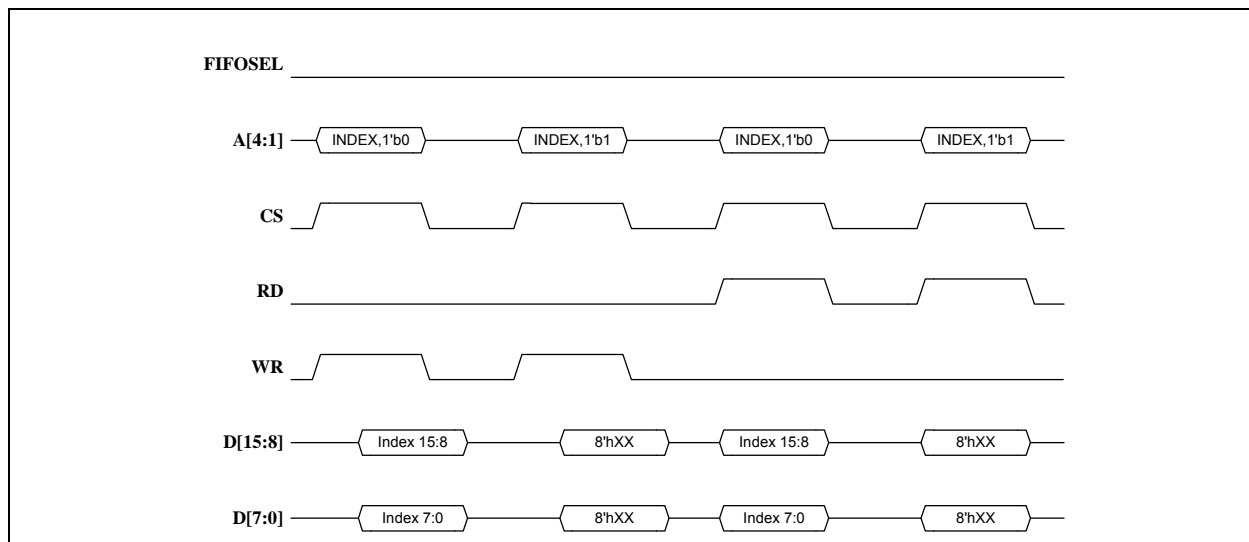 FIFOSEL
A[4:1] INDEX,1'b0 INDEX,1'b1 INDEX,1'b0 INDEX,1'b1
CS
RD
WR
D[15:8] Index 15:8 8'hXX Index 15:8 8'hXX
D[7:0] Index 7:0 8'hXX Index 7:0 8'hXX